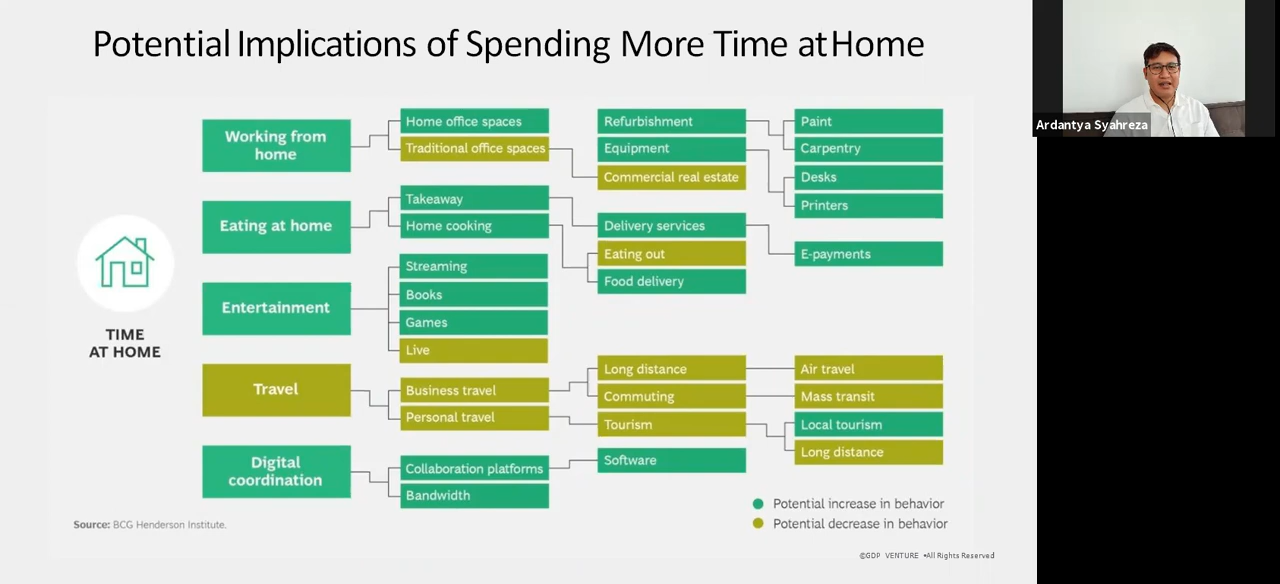 Potential Implications of Spending More Time at Home
Ardantya Syahreza
TIME
AT HOME
Working from
home
Home office spaces
Traditional office spaces
Refurbishment
Equipment
Commercial real estate
Paint
Carpentry
Desks
Printers
Eating at home
Takeaway
Home cooking
Delivery services
Eating out
Food delivery
E-payments
Entertainment
Streaming
Books
Games
Live
Travel
Business travel
Personal travel
Long distance
Commuting
Tourism
Air travel
Mass transit
Local tourism
Long distance
Digital
coordination
Collaboration platforms
Bandwidth
Software
Potential increase in behavior
Potential decrease in behavior
Source: BCG Henderson Institute.
©GDP VENTURE •All Rights Reserved